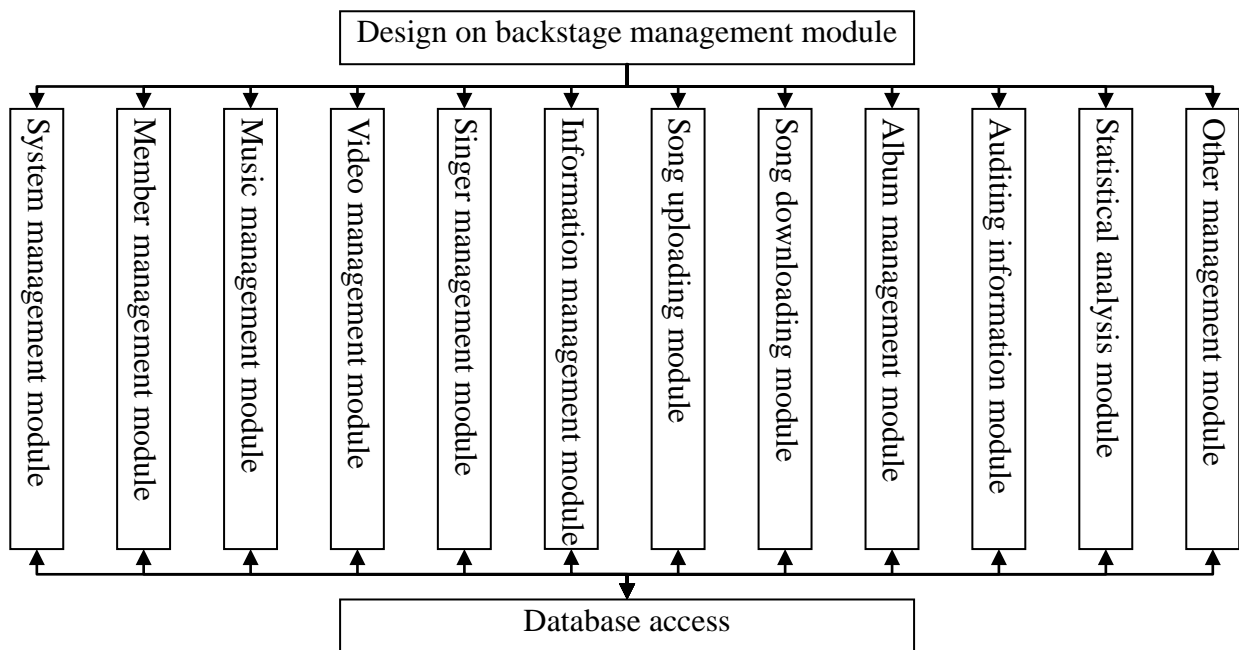 Design on backstage management module
System management module
Member management module
Music management module
Video management module
Singer management module
Information management module
Song uploading module
Song downloading module
Album management module
Auditing information module
Statistical analysis module
Other management module
Database access